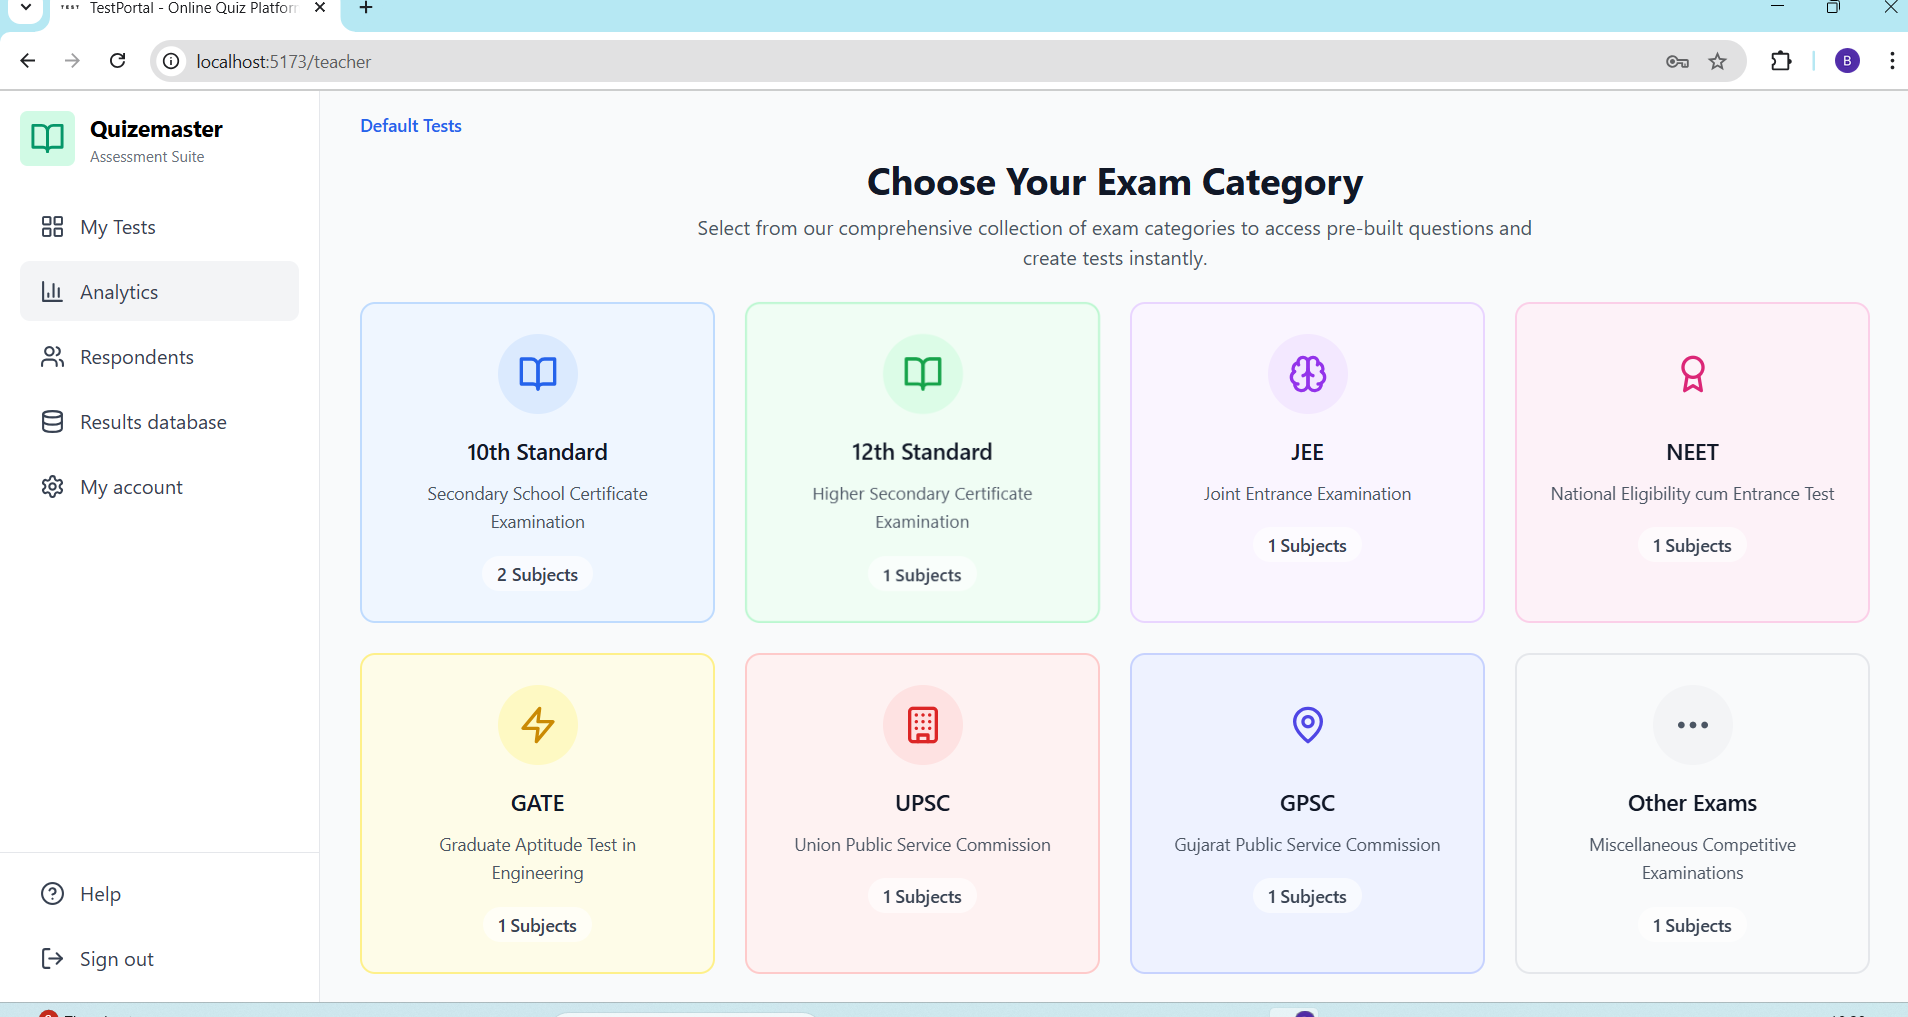 TEST TestPortal - Online Quiz Platform
localhost:5173/teacher
B
Quizemaster
Assessment Suite
My Tests
Analytics
Respondents
Results database
My account
Help
Sign out
Default Tests
Choose Your Exam Category
Select from our comprehensive collection of exam categories to access pre-built questions and
create tests instantly.
10th Standard
Secondary School Certificate
Examination
2 Subjects
12th Standard
Higher Secondary Certificate
Examination
1 Subjects
JEE
Joint Entrance Examination
1 Subjects
NEET
National Eligibility cum Entrance Test
1 Subjects
GATE
Graduate Aptitude Test in
Engineering
1 Subjects
UPSC
Union Public Service Commission
1 Subjects
GPSC
Gujarat Public Service Commission
1 Subjects
Other Exams
Miscellaneous Competitive
Examinations
1 Subjects